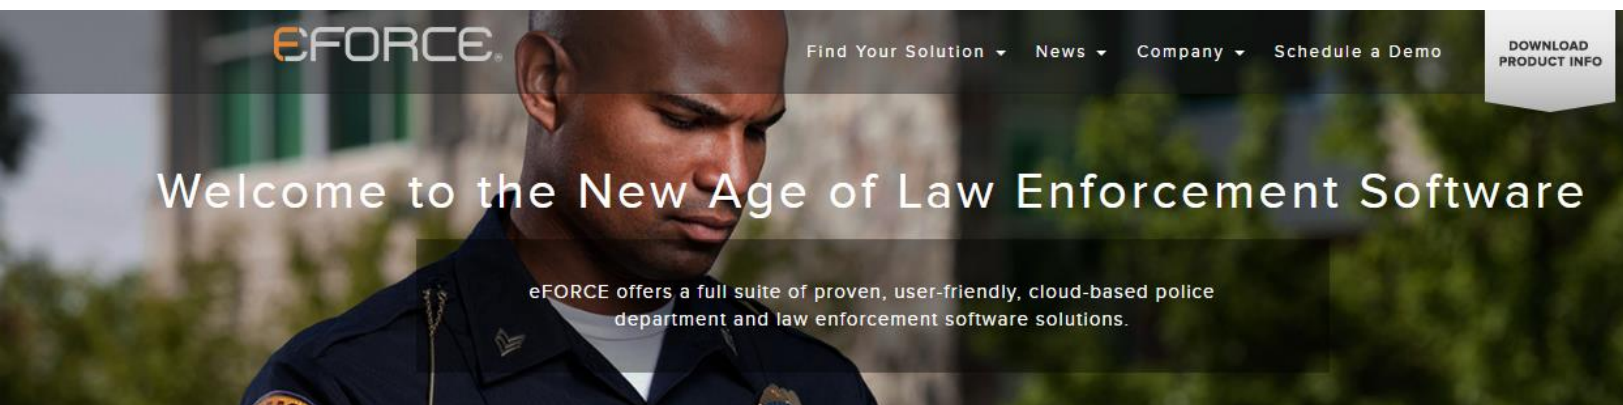 EFORCE®
Find Your Solution
News
Company
Schedule a Demo
DOWNLOAD
PRODUCT INFO
Welcome to the New Age of Law Enforcement Software
eFORCE offers a full suite of proven, user-friendly, cloud-based police
department and law enforcement software solutions.